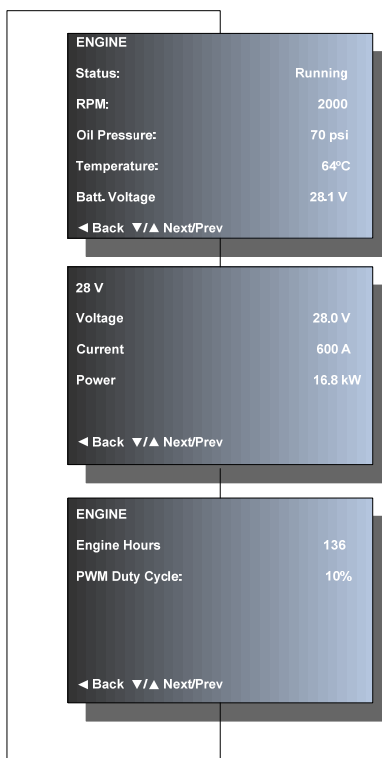 ENGINE
Status: Running
RPM: 2000
Oil Pressure: 70 psi
Temperature: 64ºC
Batt. Voltage 28.1 V
◄ Back ▼/▲ Next/Prev
28 V
Voltage 28.0 V
Current 600 A
Power 16.8 kW
◄ Back ▼/▲ Next/Prev
ENGINE
Engine Hours 136
PWM Duty Cycle: 10%
◄ Back ▼/▲ Next/Prev